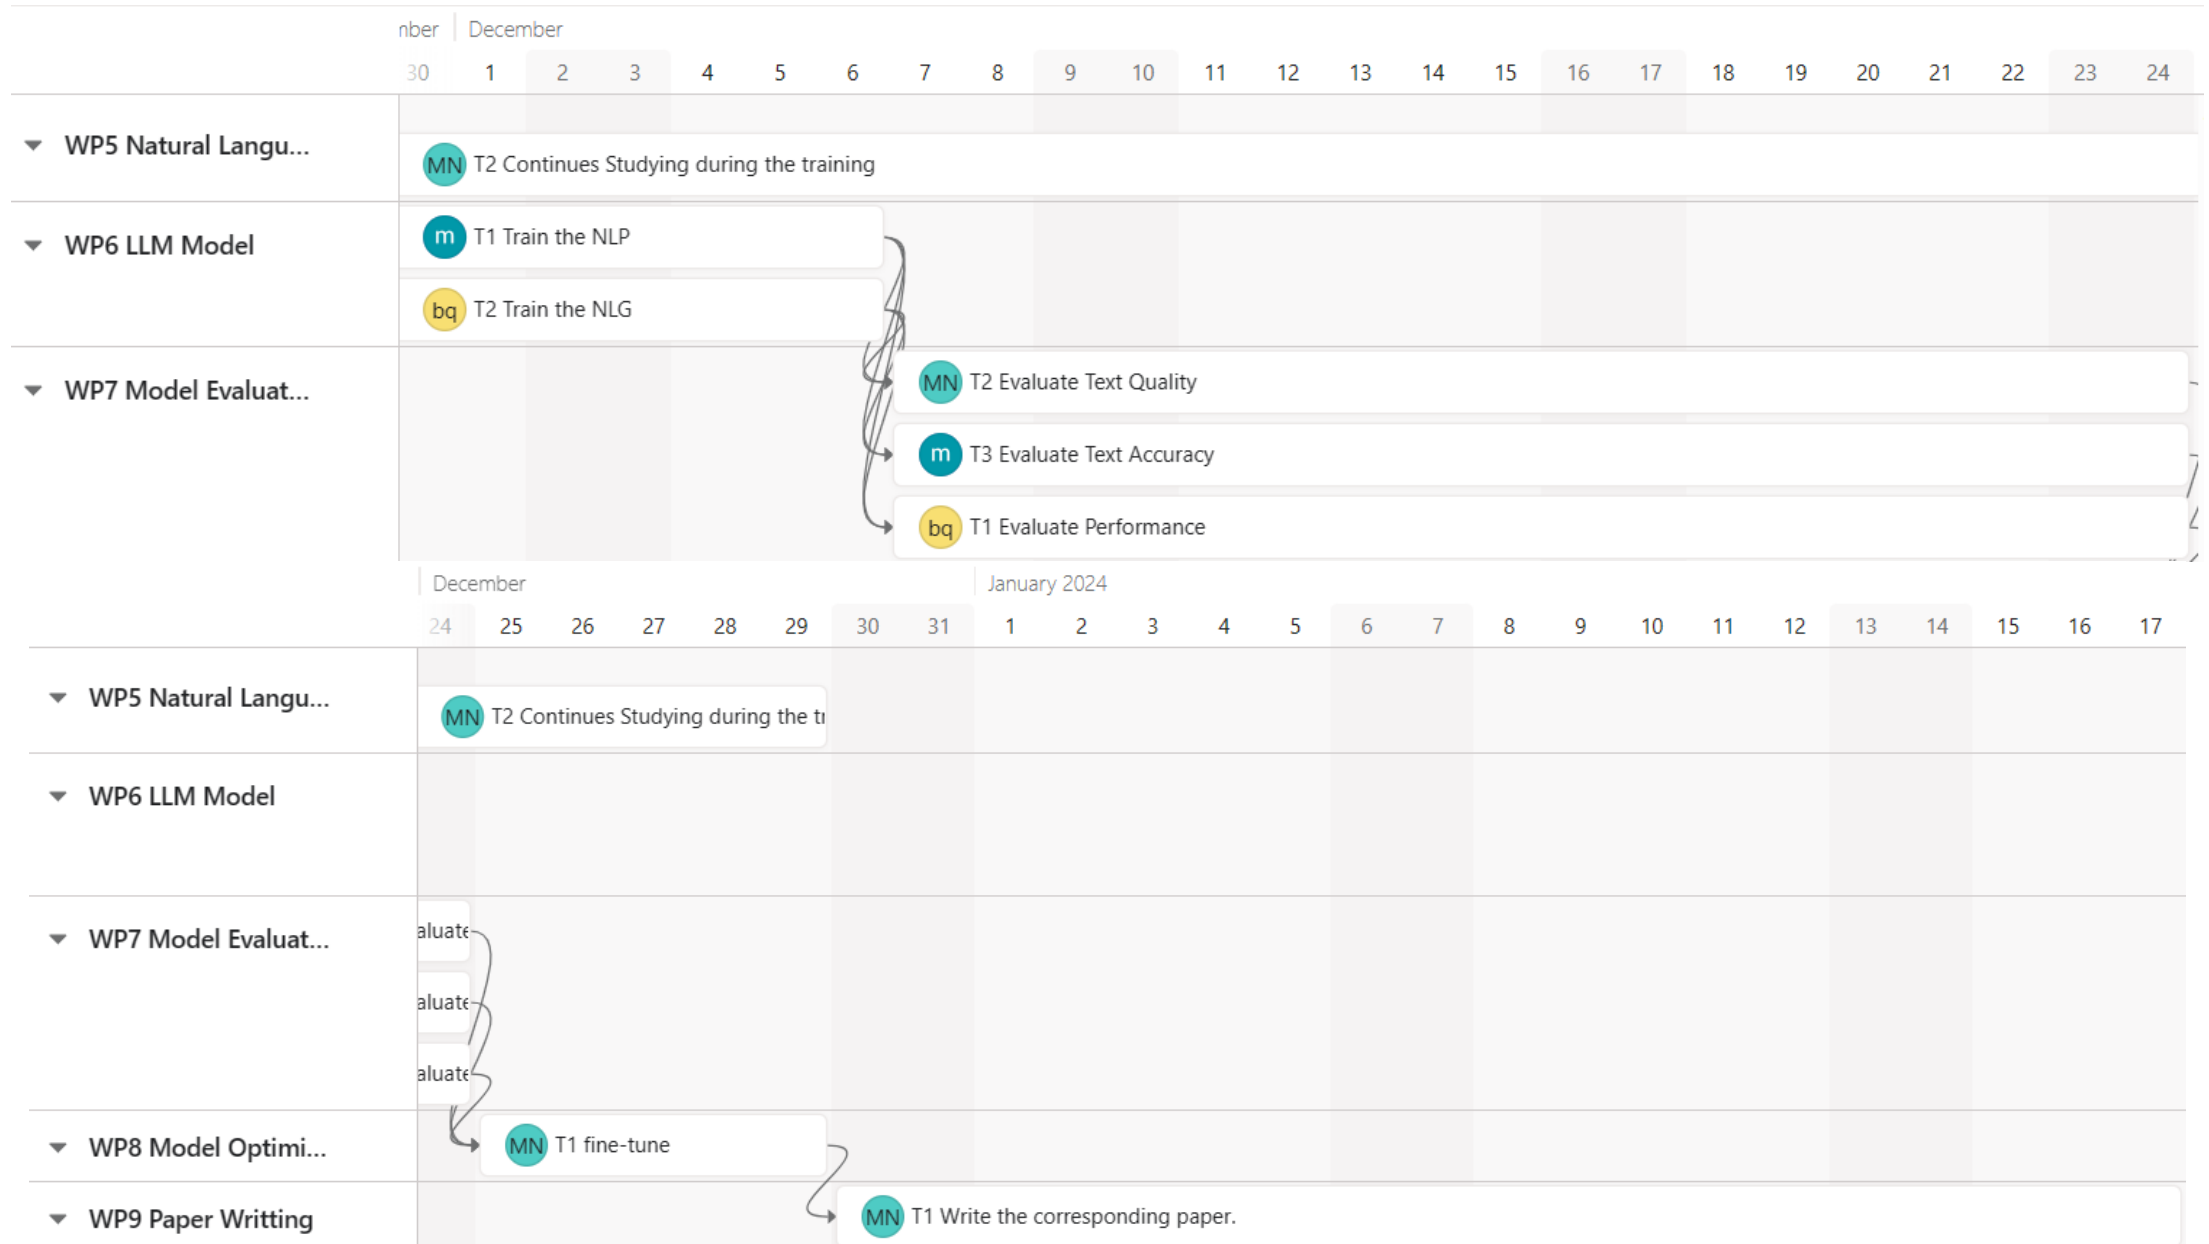 nber December
30 1 2 3 4 5 6 7 8 9 10 11 12 13 14 15 16 17 18 19 20 21 22 23 24
WP5 Natural Langu...
MN T2 Continues Studying during the training
WP6 LLM Model
m T1 Train the NLP
bq T2 Train the NLG
WP7 Model Evaluat...
MN T2 Evaluate Text Quality
m T3 Evaluate Text Accuracy
bq T1 Evaluate Performance
December January 2024
24 25 26 27 28 29 30 31 1 2 3 4 5 6 7 8 9 10 11 12 13 14 15 16 17
WP5 Natural Langu...
MN T2 Continues Studying during the tr
WP6 LLM Model
WP7 Model Evaluat...
aluate
aluate
aluate
WP8 Model Optimi...
MN T1 fine-tune
WP9 Paper Writting
MN T1 Write the corresponding paper.